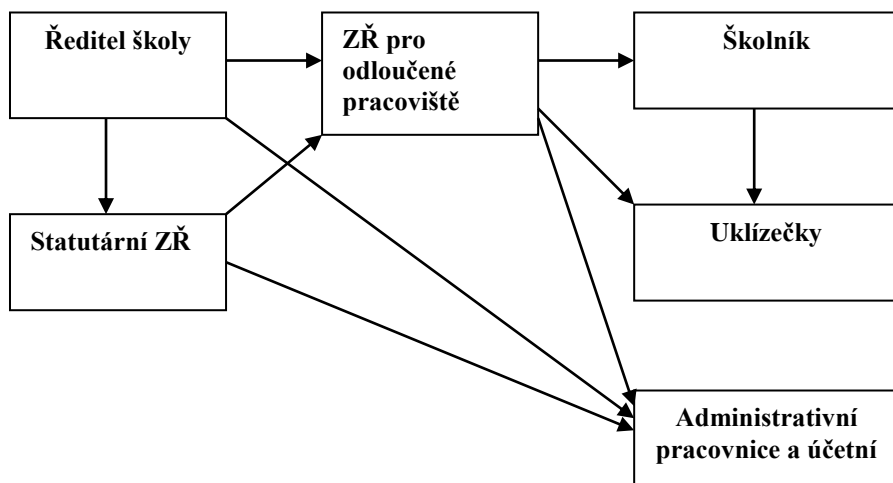 Ředitel školy
ZŘ pro
odloučené
pracoviště
Školník
Statutární ZŘ
Uklízečky
Administrativní
pracovnice a účetní